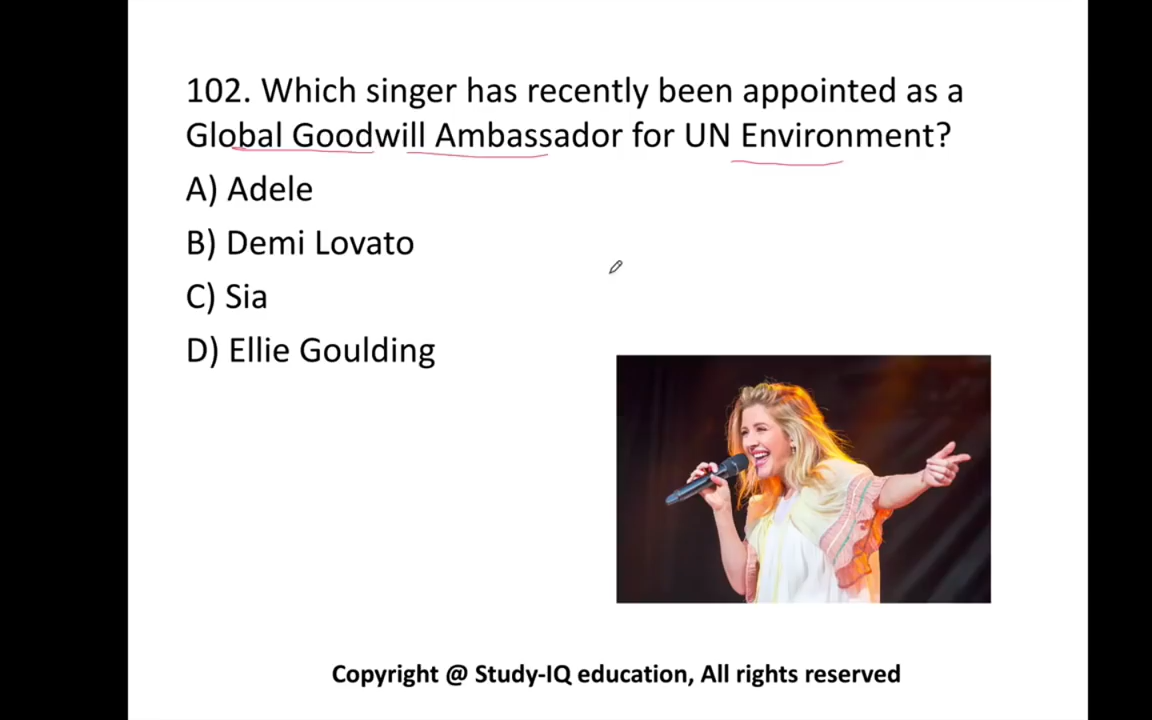 102. Which singer has recently been appointed as a
Global Goodwill Ambassador for UN Environment?
A) Adele
B) Demi Lovato
C) Sia
D) Ellie Goulding
Copyright @ Study-IQ education, All rights reserved